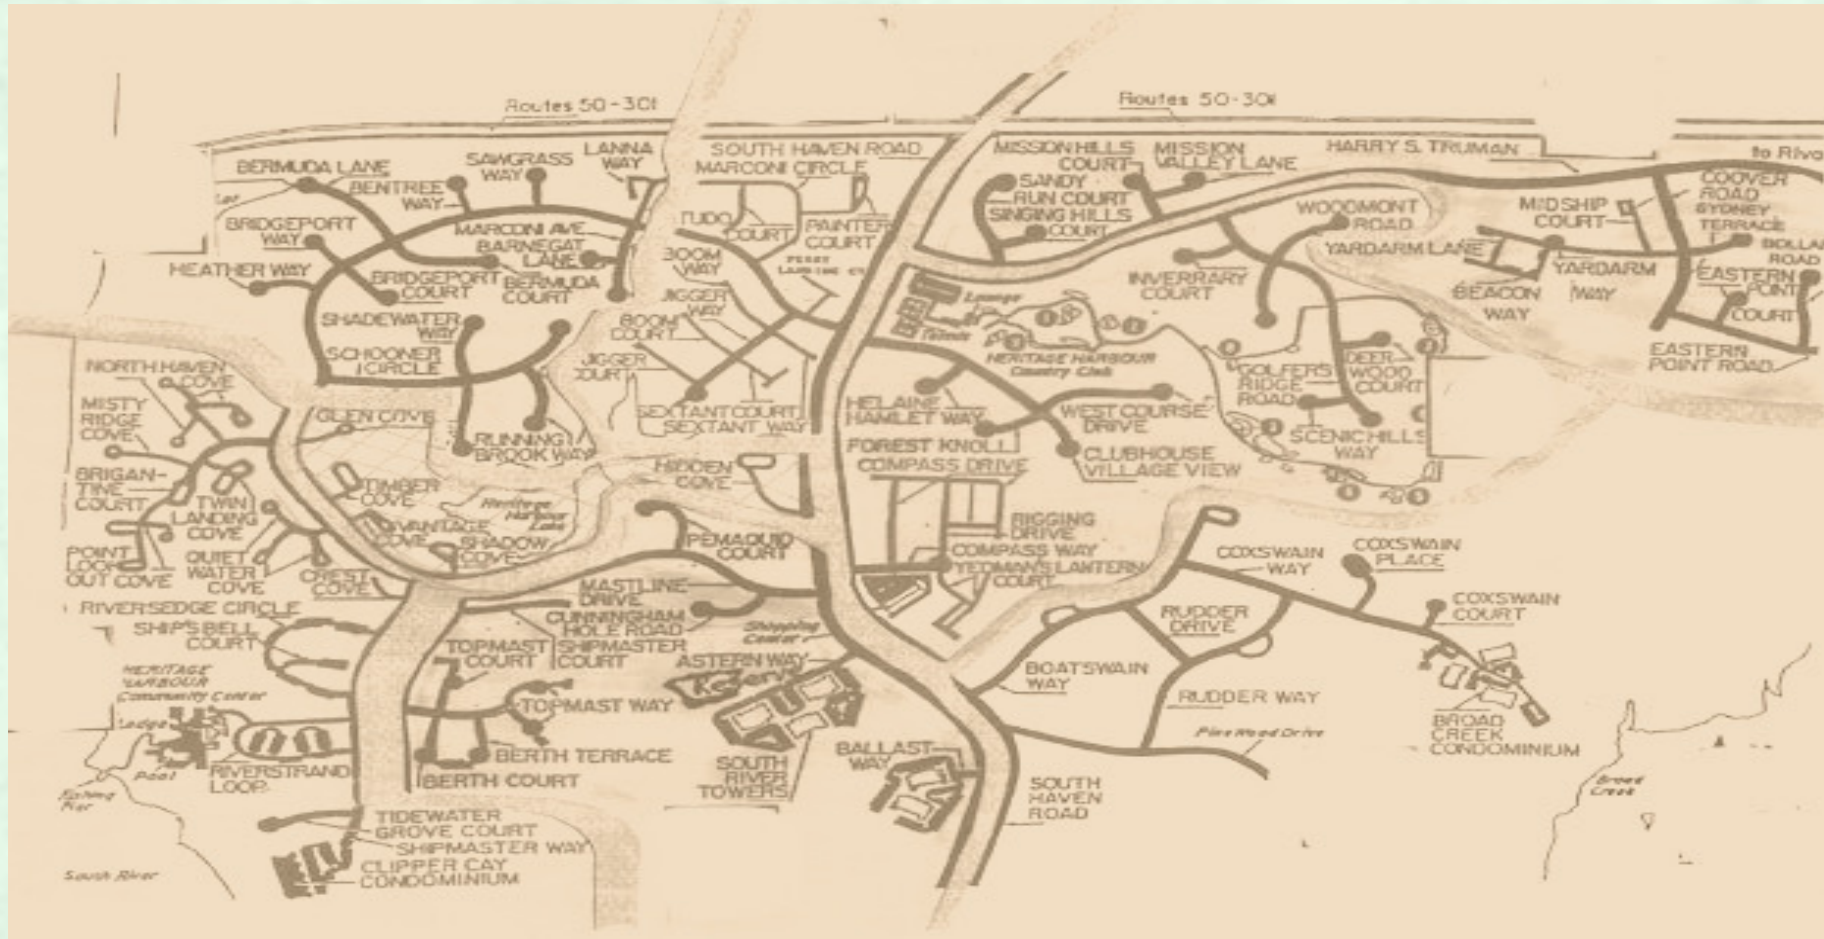 Routes 50-301
Routes 50-301
BERMUDA LANE
SAWGRASS
WAY
LANNA
WAY
BENTREE
WAY
BRIDGEPORT
WAY
MARCONI AVE
BARNEGAT
LANE
HEATHER WAY
BRIDGEPORT
COURT
BERMUDA
COURT
SHADEWATER
WAY
SCHOONER
CIRCLE
SOUTH HAVEN ROAD
MARCONI CIRCLE
COURT
PAINTER
COURT
BOOM
WAY
JIGGER
WAY
BOOM
COURT
JIGGER
SEXTANT COURT
SEXTANT WAY
MISSION HILLS
COURT
MISSION
VALLEY LANE
HARRY S. TRUMAN
to Riva
SANDY
RUN COURT
SINGING HILLS
COURT
WOODMONT
ROAD
MIDSHIP
COURT
COOVER
ROAD
SYDNEY
TERRACE
YARDARM LANE
YARDARM
WAY
BEACON
WAY
ROAD
EASTERN
POINT
COURT
EASTERN
POINT ROAD
INVERRARY
COURT
Lounge
Tennis
HERITAGE HARBOUR
Country Club
GOLFER'S
RIDGE
ROAD
DEER
WOOD
COURT
SCENIC HILLS
WAY
HELAINE
HAMLET WAY
WEST COURSE
DRIVE
FOREST KNOLL
CLUBHOUSE
VILLAGE VIEW
COMPASS DRIVE
NORTH HAVEN
COVE
MISTY
RIDGE
COVE
GLEN COVE
RUNNING
BROOK WAY
BRIGAN-
TINE
COURT
TWIN
LANDING
COVE
TIMBER
COVE
Heritage
Harbour
Lake
HIDDEN
COVE
VANTAGE
COVE
SHADOW
COVE
POINT
LOOK
OUT COVE
QUIET
WATER
COVE
CREST
COVE
PEMAQUID
COURT
RIGGING
DRIVE
COMPASS WAY
YEOMAN'S LANTERN
COURT
COXSWAIN
WAY
COXSWAIN
PLACE
COXSWAIN
COURT
RIVERSEDGE CIRCLE
SHIP'S BELL
COURT
MASTLINE
DRIVE
CUNNINGHAM
HOLE ROAD
Shopping
Center
TOPMAST
COURT
SHIPMASTER
COURT
ASTERN WAY
RUDDER
DRIVE
BOATSWAIN
WAY
RUDDER WAY
HERITAGE
HARBOUR
Community Center
Lodge
Pool
Fishing
Pier
RIVERSTRAND
LOOP
TOPMAST WAY
BERTH TERRACE
BERTH COURT
SOUTH
RIVER
TOWERS
BALLAST
WAY
Pine Wood Drive
BROAD
CREEK
CONDOMINIUM
SOUTH
HAVEN
ROAD
Broad
Creek
TIDEWATER
GROVE COURT
SHIPMASTER WAY
CLIPPER CAY
CONDOMINIUM
South River